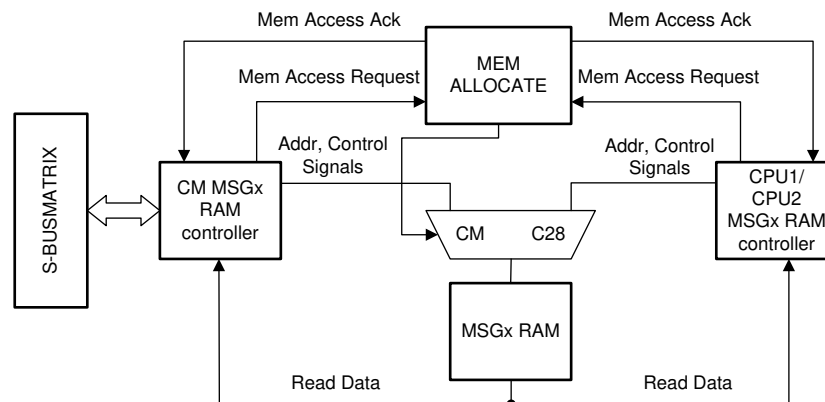 Mem Access Ack
Mem Access Ack
MEM
ALLOCATE
Mem Access Request
Mem Access Request
S-BUSMATRIX
Addr, Control
Signals
Addr, Control
Signals
CM MSGx
RAM
controller
CPU1/
CPU2
MSGx RAM
controller
CM
C28
MSGx RAM
Read Data
Read Data